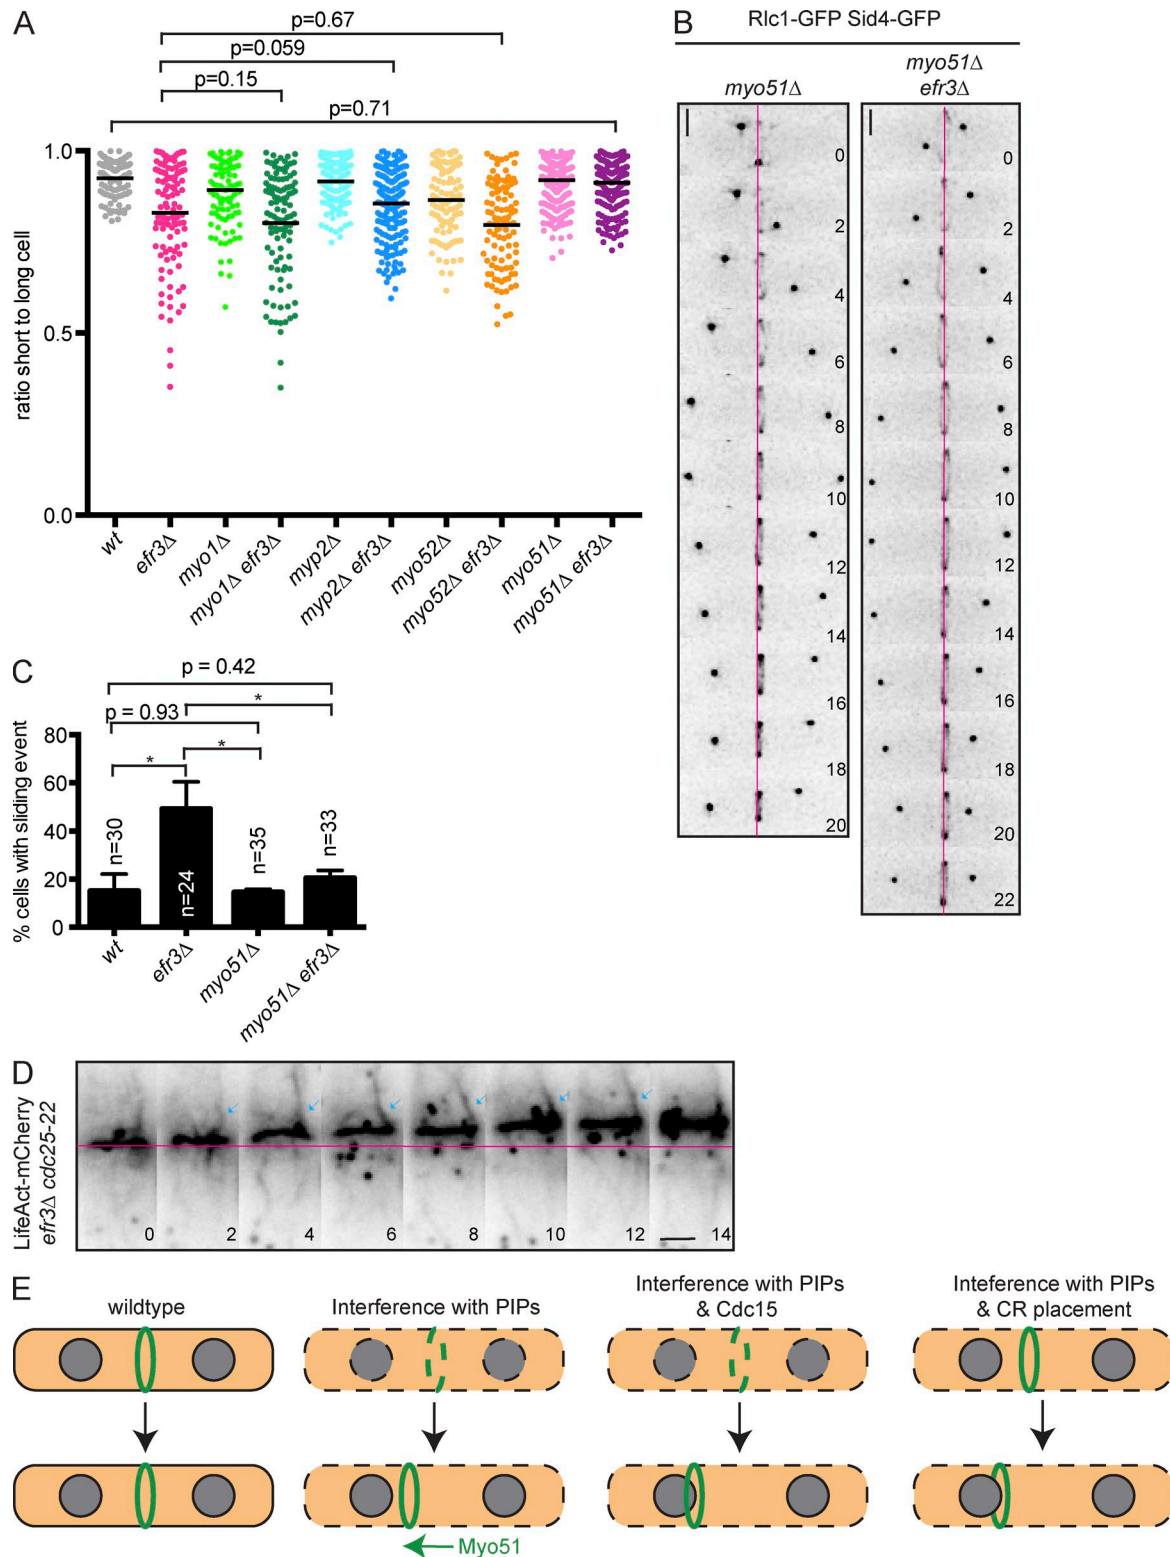 A
p=0.67
p=0.059
p=0.15
p=0.71
ratio short to long cell
1.0
0.5
0.0
wt
efr3Δ
myo1Δ
myo1Δ efr3Δ
myp2Δ
myp2Δ efr3Δ
myo52Δ
myo52Δ efr3Δ
myo51Δ
myo51Δ efr3Δ
B
Rlc1-GFP Sid4-GFP
myo51Δ
0
2
4
6
8
10
12
14
16
18
20
myo51Δ
efr3Δ
0
2
4
6
8
10
12
14
16
18
20
22
C
p = 0.42
*
p = 0.93
*
*
% cells with sliding event
80
60
40
20
0
n=30
n=24
n=35
n=33
wt
efr3Δ
myo51Δ
myo51Δ efr3Δ
D
LifeAct-mCherry
efr3Δ cdc25-22
0
2
4
6
8
10
12
14
E
wildtype
Interference with PIPs
Interference with PIPs
& Cdc15
Inteference with PIPs
& CR placement
Myo51